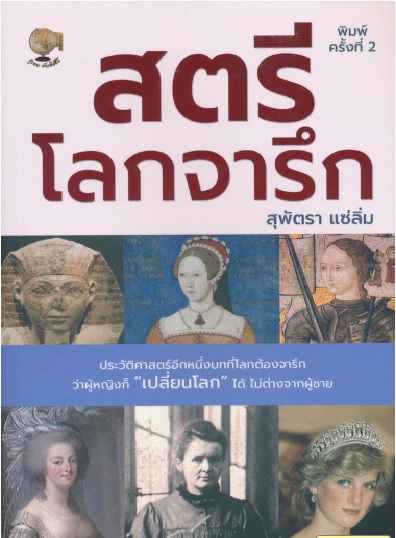 พิมพ์
ครั้งที่ 2
สตรี
โลกจารึก
สุพัตรา แซ่ลิ่ม
ประวัติศาสตร์อีกหนึ่งบทที่โลกต้องจารึก
ว่าผู้หญิงก็ "เปลี่ยนโลก" ได้ ไม่ต่างจากผู้ชาย